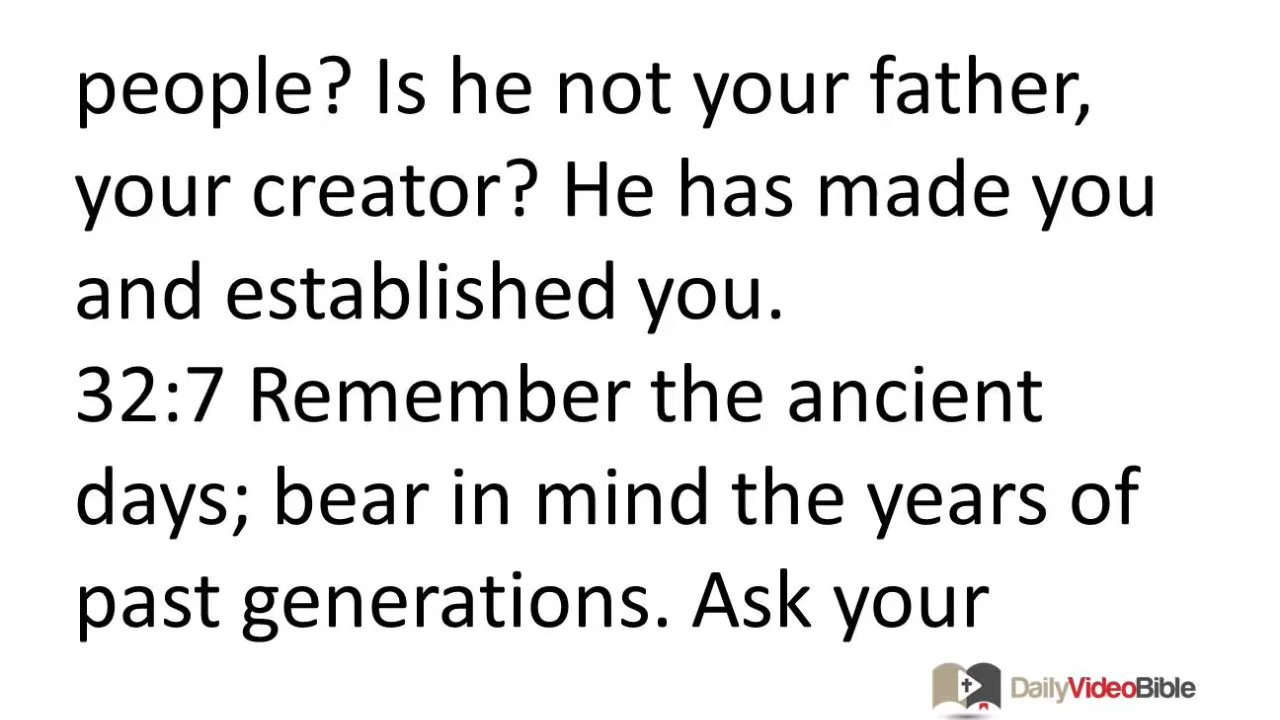 people? Is he not your father,
your creator? He has made you
and established you.
32:7 Remember the ancient
days; bear in mind the years of
past generations. Ask your
DailyVideoBible